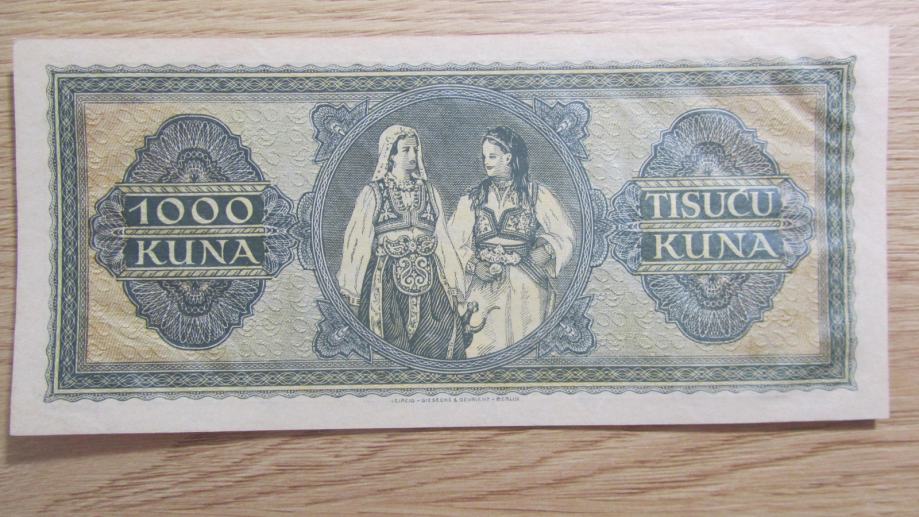 1000
KUNA
TISUĆU
KUNA
LEIPZIG - GIESECKE & DEVRIENT - BERLIN